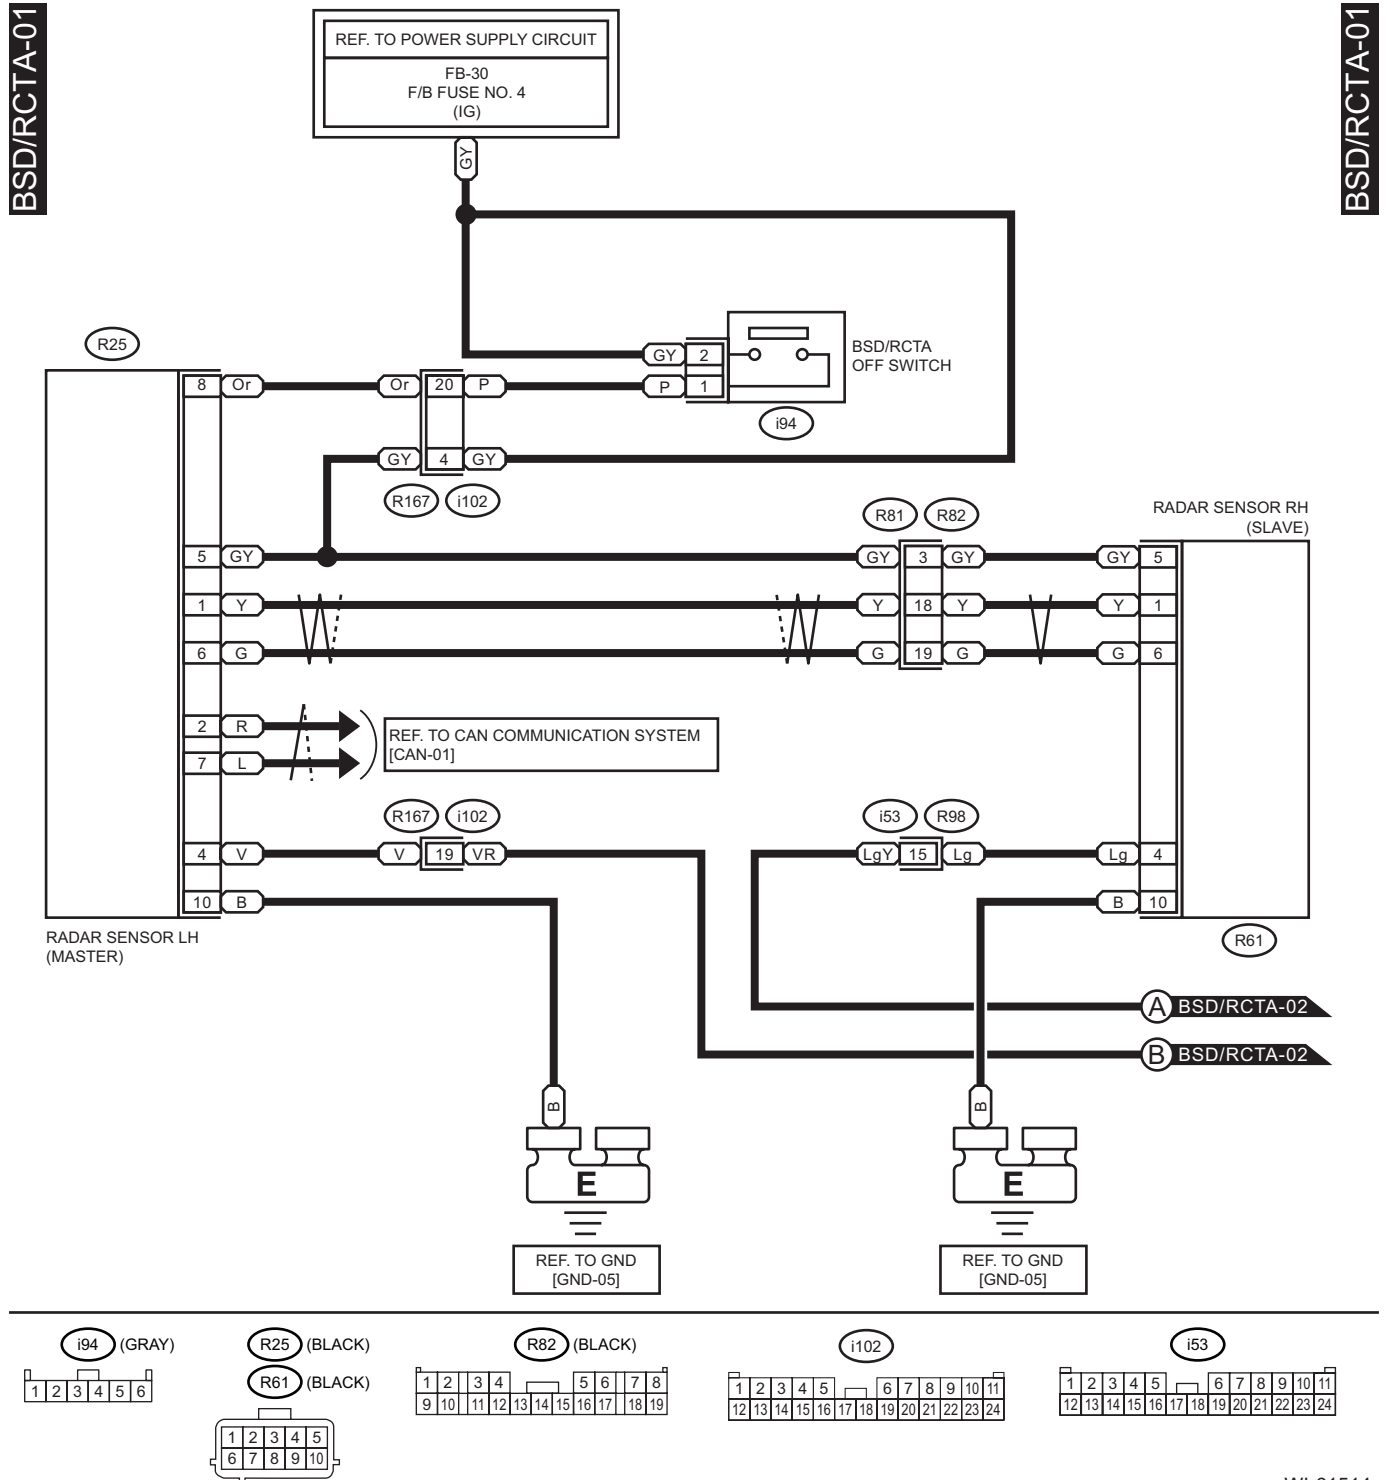 BSD/RCTA-01
BSD/RCTA-01
REF. TO POWER SUPPLY CIRCUIT
FB-30
F/B FUSE NO. 4
(IG)
GY
BSD/RCTA
OFF SWITCH
GY 2
P 1
i94
R25
8 Or Or 20 P
GY 4 GY
R167 i102
R81 R82
RADAR SENSOR RH
(SLAVE)
5 GY GY 3 GY GY 5
1 Y Y 18 Y Y 1
6 G G 19 G G 6
2 R
7 L
REF. TO CAN COMMUNICATION SYSTEM
[CAN-01]
R167 i102
i53 R98
4 V V 19 VR LgY 15 Lg Lg 4
10 B B 10
RADAR SENSOR LH
(MASTER)
R61
A BSD/RCTA-02
B BSD/RCTA-02
B B
E E
REF. TO GND
[GND-05]
REF. TO GND
[GND-05]
i94 (GRAY)
1 2 3 4 5 6
R25 (BLACK)
R61 (BLACK)
1 2 3 4 5
6 7 8 9 10
R82 (BLACK)
1 2 3 4 5 6 7 8
9 10 11 12 13 14 15 16 17 18 19
i102
1 2 3 4 5 6 7 8 9 10 11
12 13 14 15 16 17 18 19 20 21 22 23 24
i53
1 2 3 4 5 6 7 8 9 10 11
12 13 14 15 16 17 18 19 20 21 22 23 24